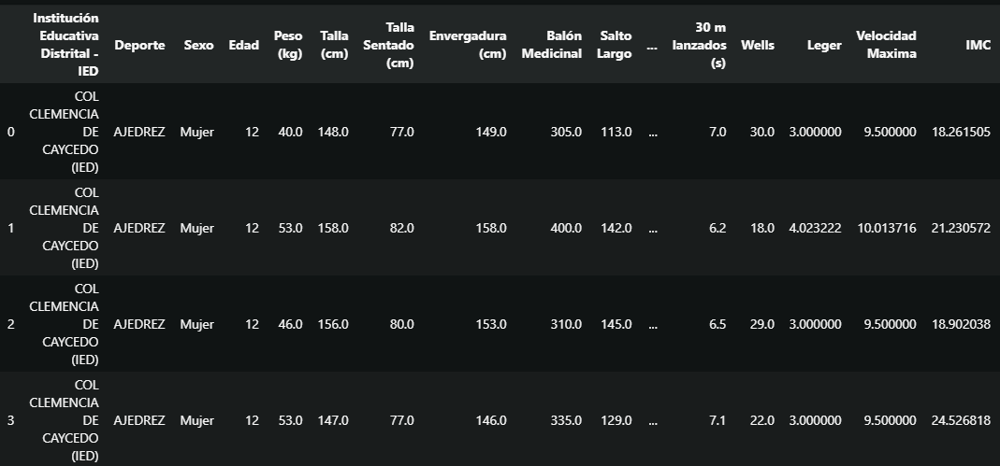 Institución Educativa Distrital - IED Deporte Sexo Edad Peso (kg) Talla (cm) Talla Sentado (cm) Envergadura (cm) Balón Medicinal Salto Largo ... 30 m lanzados (s) Wells Leger Velocidad Maxima IMC
0 COL CLEMENCIA DE CAYCEDO (IED) AJEDREZ Mujer 12 40.0 148.0 77.0 149.0 305.0 113.0 ... 7.0 30.0 3.000000 9.500000 18.261505
1 COL CLEMENCIA DE CAYCEDO (IED) AJEDREZ Mujer 12 53.0 158.0 82.0 158.0 400.0 142.0 ... 6.2 18.0 4.023222 10.013716 21.230572
2 COL CLEMENCIA DE CAYCEDO (IED) AJEDREZ Mujer 12 46.0 156.0 80.0 153.0 310.0 145.0 ... 6.5 29.0 3.000000 9.500000 18.902038
3 COL CLEMENCIA DE CAYCEDO (IED) AJEDREZ Mujer 12 53.0 147.0 77.0 146.0 335.0 129.0 ... 7.1 22.0 3.000000 9.500000 24.526818